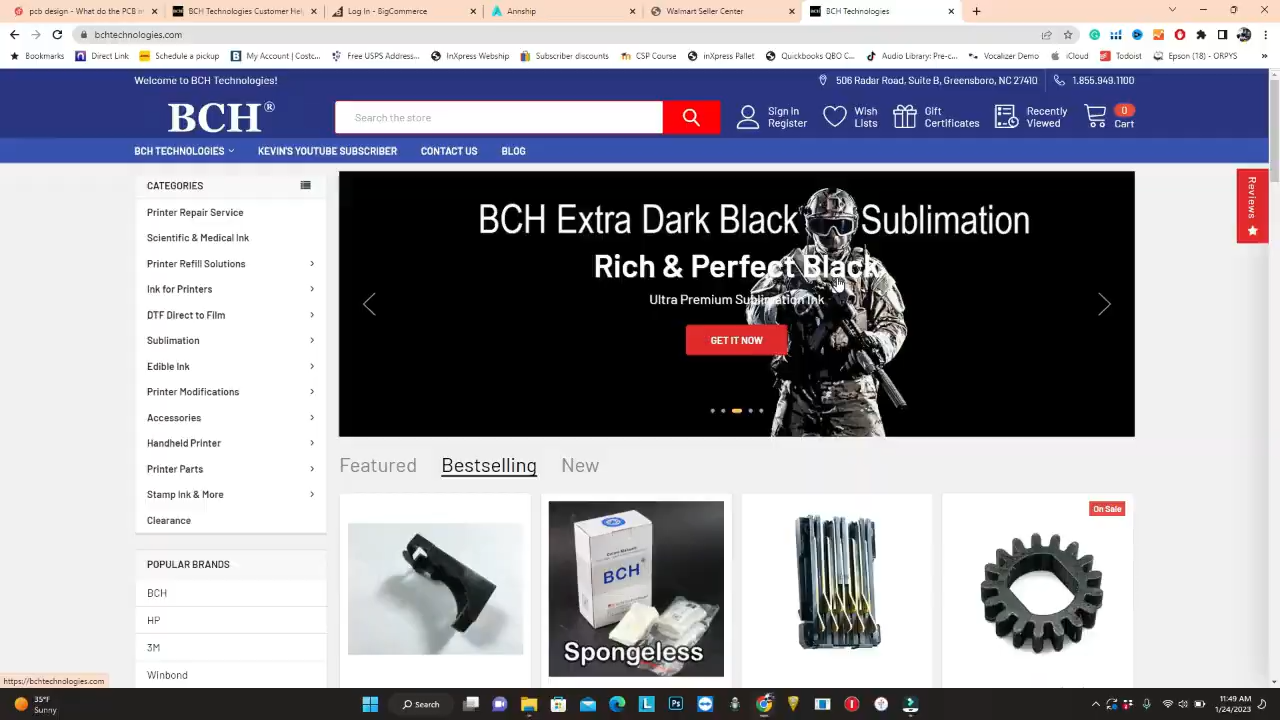 pcb design - What do the PCB in
BCH Technologies Customer Help
Log In - BigCommerce
Annship
Walmart Seller Center
BCH Technologies
bchtechnologies.com
Bookmarks
Direct Link
Schedule a pickup
My Account | Costc...
Free USPS Address...
InXpress Webship
Subscriber discounts
CSP Course
inXpress Pallet
Quickbooks QBO c...
Audio Library: Pre-c...
Vocalizer Demo
iCloud
Todoist
Epson (18) - ORPYS
Welcome to BCH Technologies!
506 Radar Road, Suite B, Greensboro, NC 27410
1.855.949.1100
BCH®
Search the store
Sign In
Register
Wish
Lists
Gift
Certificates
Recently
Viewed
0
Cart
BCH TECHNOLOGIES
KEVIN'S YOUTUBE SUBSCRIBER
CONTACT US
BLOG
CATEGORIES
Printer Repair Service
Scientific & Medical Ink
Printer Refill Solutions
Ink for Printers
DTF Direct to Film
Sublimation
Edible Ink
Printer Modifications
Accessories
Handheld Printer
Printer Parts
Stamp Ink & More
Clearance
POPULAR BRANDS
BCH
HP
3M
Winbond
BCH Extra Dark Black Sublimation
Rich & Perfect Black
Ultra Premium Sublimation Ink
GET IT NOW
Reviews
Featured
Bestselling
New
BCH
Spongeless
On Sale
https://bchtechnologies.com
35°F
Sunny
Search
11:49 AM
1/24/2023